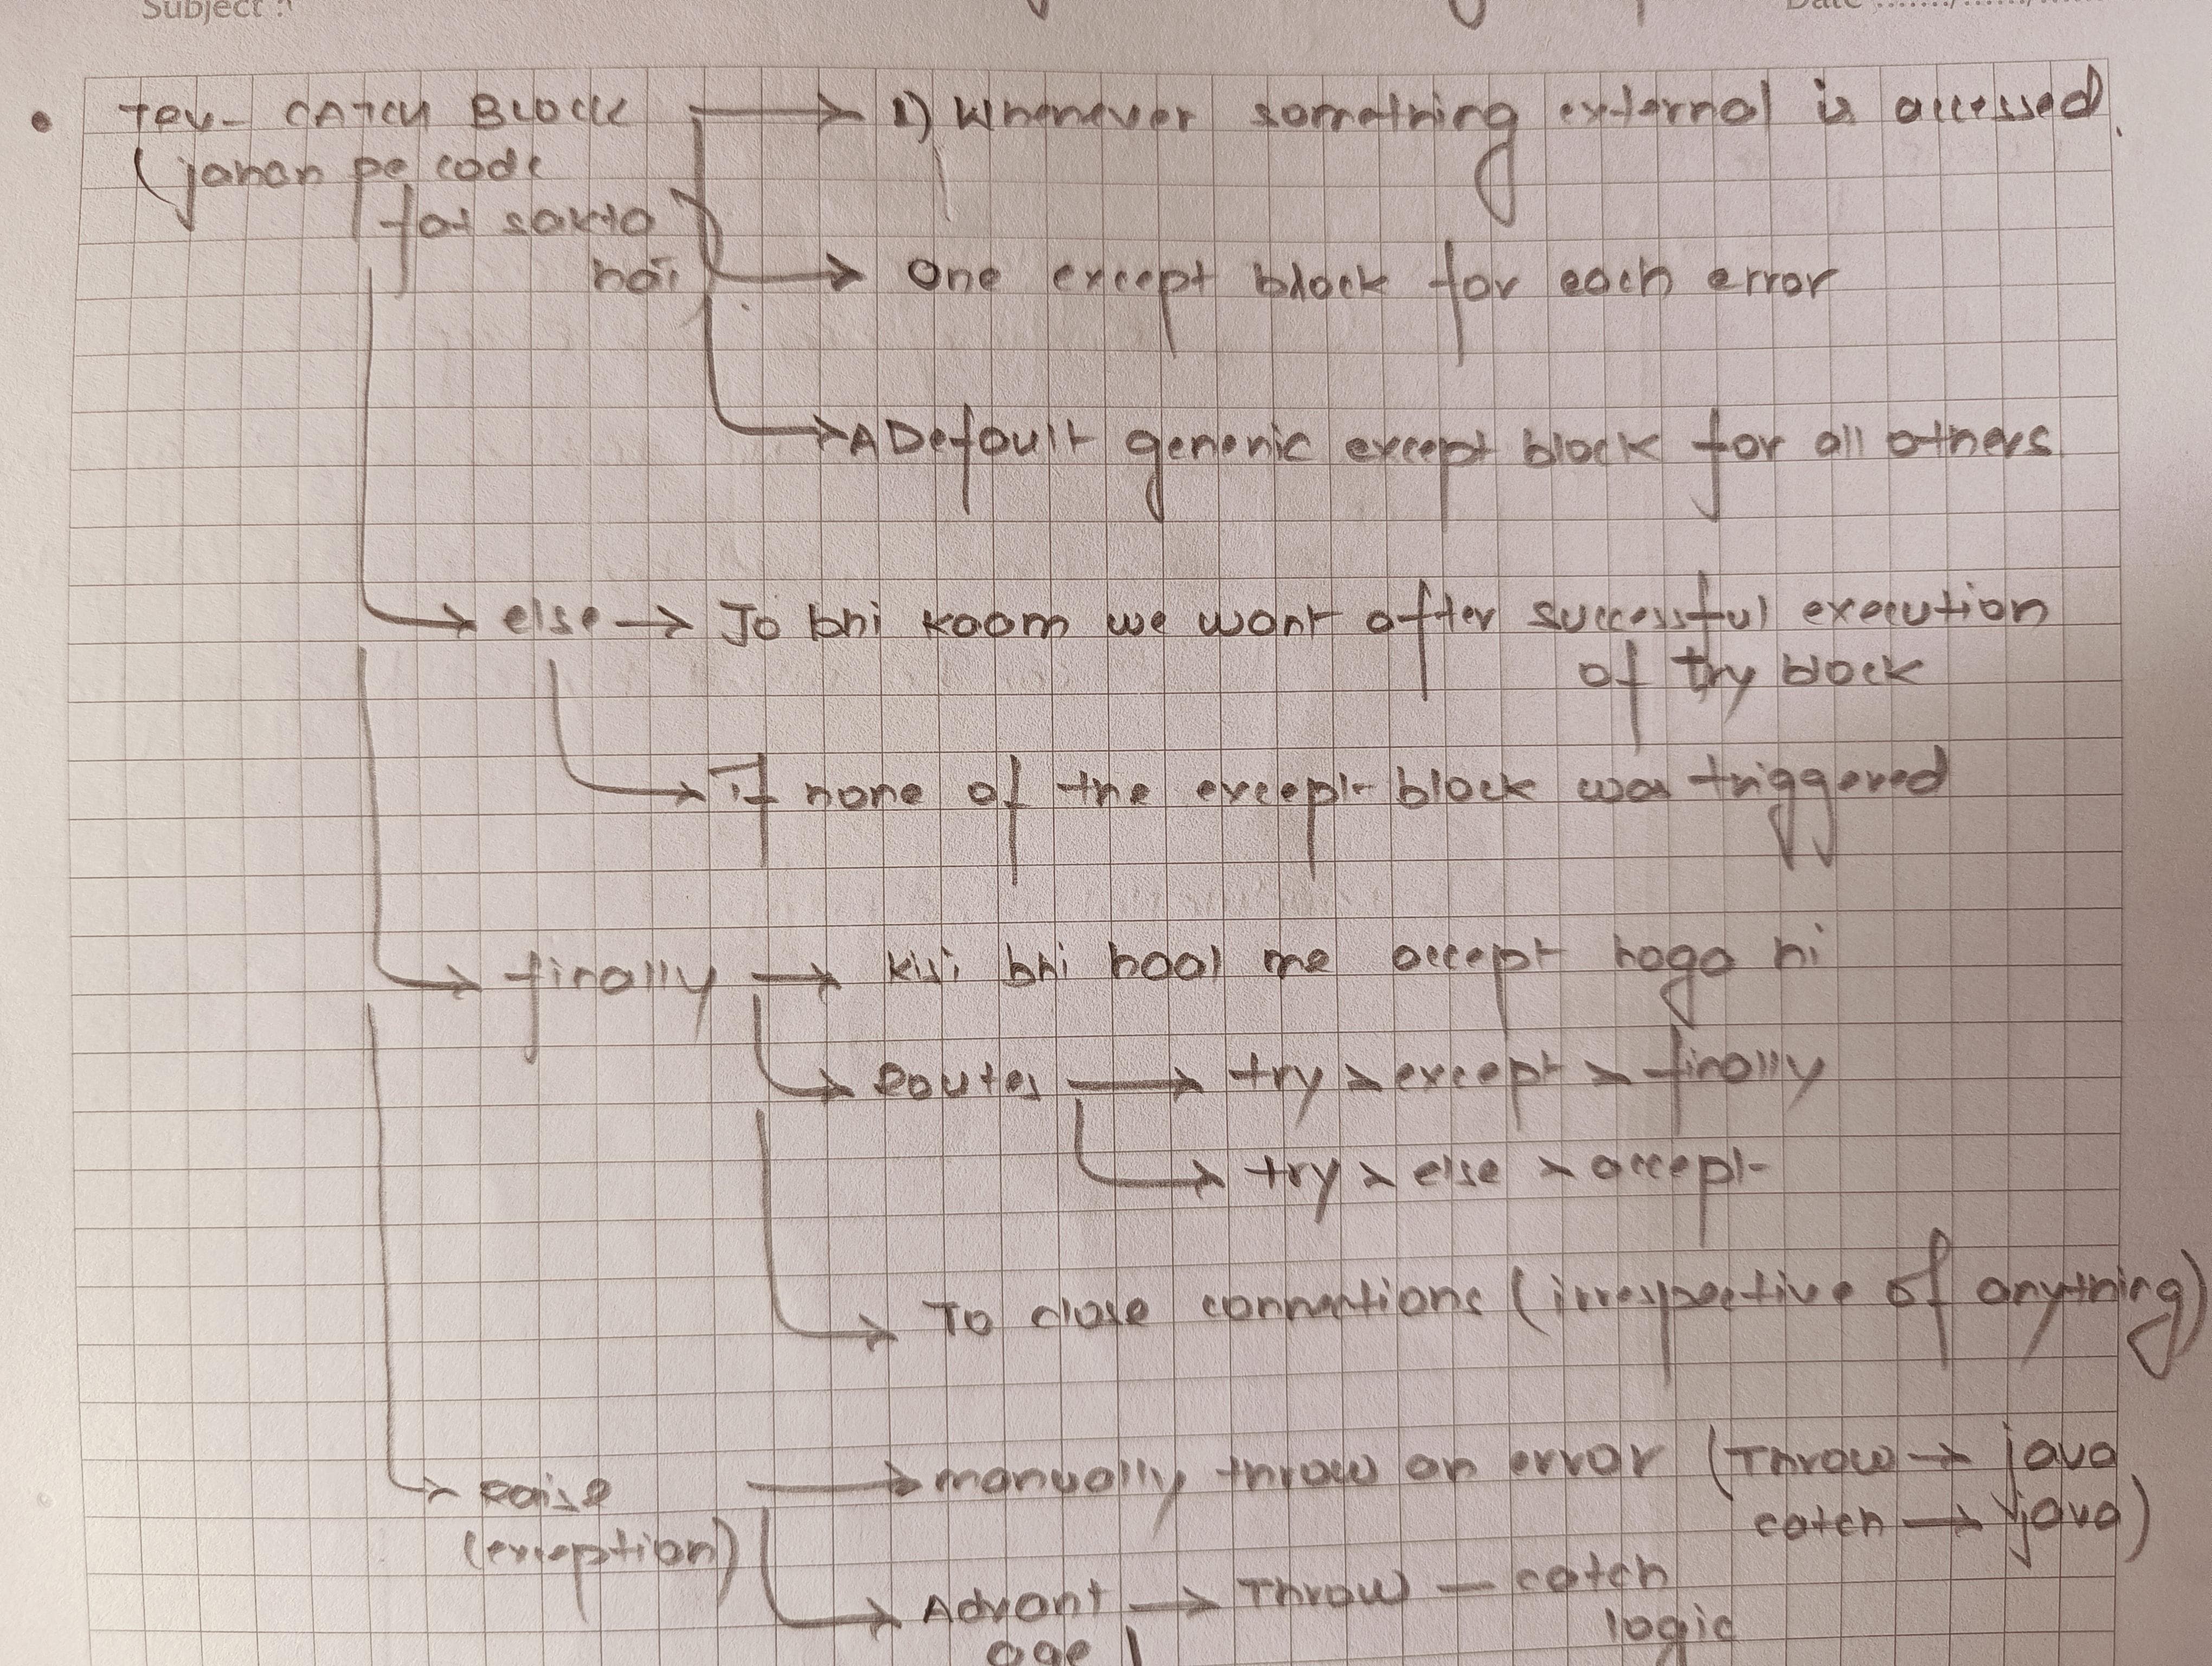 Subject :
Date ......./......./.......
• TRY- CATCH BLOCK → 1) Whenever something external is accessed.
(jahan pe code
fat sakta
hai)
→ One except block for each error
→ A Default generic except block for all others
→ else → Jo bhi kaam we want after successful execution
of try block
→ If none of the except block was triggered
→ finally → kisi bhi haal me accept hoga hi
→ Routes → try > except > finally
→ try > else > accept
→ To close connections (irrespective of anything)
→ Raise → manually throw an error (Throw → java
(exception) catch → java)
→ Advant → Throw — catch
age logic